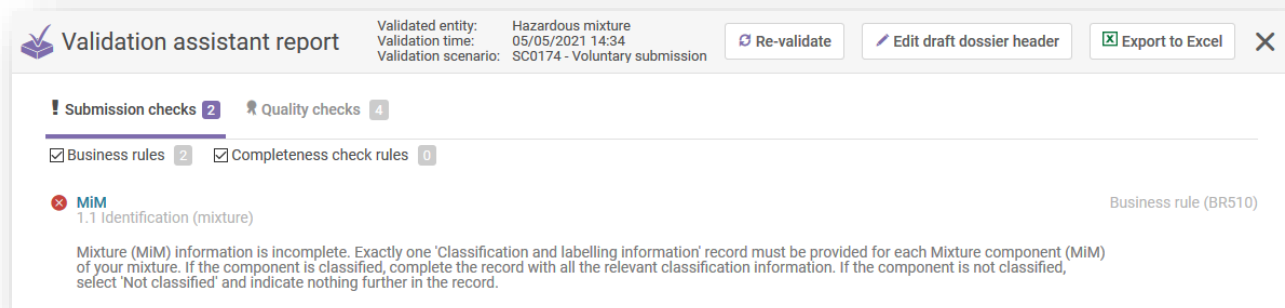 Validation assistant report
Validated entity: Hazardous mixture
Validation time: 05/05/2021 14:34
Validation scenario: SC0174 - Voluntary submission
Re-validate
Edit draft dossier header
Export to Excel
Submission checks 2
Quality checks 4
Business rules 2
Completeness check rules 0
MiM
Business rule (BR510)
1.1 Identification (mixture)
Mixture (MiM) information is incomplete. Exactly one 'Classification and labelling information' record must be provided for each Mixture component (MiM)
of your mixture. If the component is classified, complete the record with all the relevant classification information. If the component is not classified,
select 'Not classified' and indicate nothing further in the record.